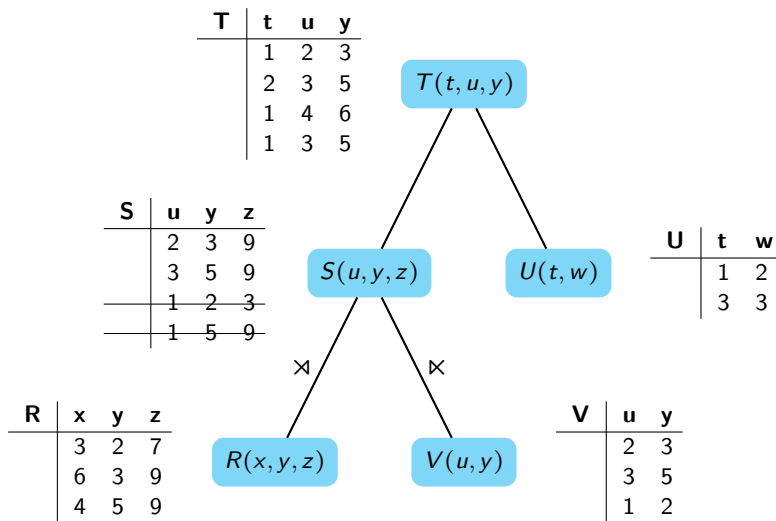 T t u y
1 2 3
2 3 5
1 4 6
1 3 5
T(t, u, y)
S u y z
2 3 9
3 5 9
1 2 3
1 5 9
S(u, y, z)
U(t, w)
U t w
1 2
3 3
⋊ ⋉
R x y z
3 2 7
6 3 9
4 5 9
R(x, y, z)
V(u, y)
V u y
2 3
3 5
1 2